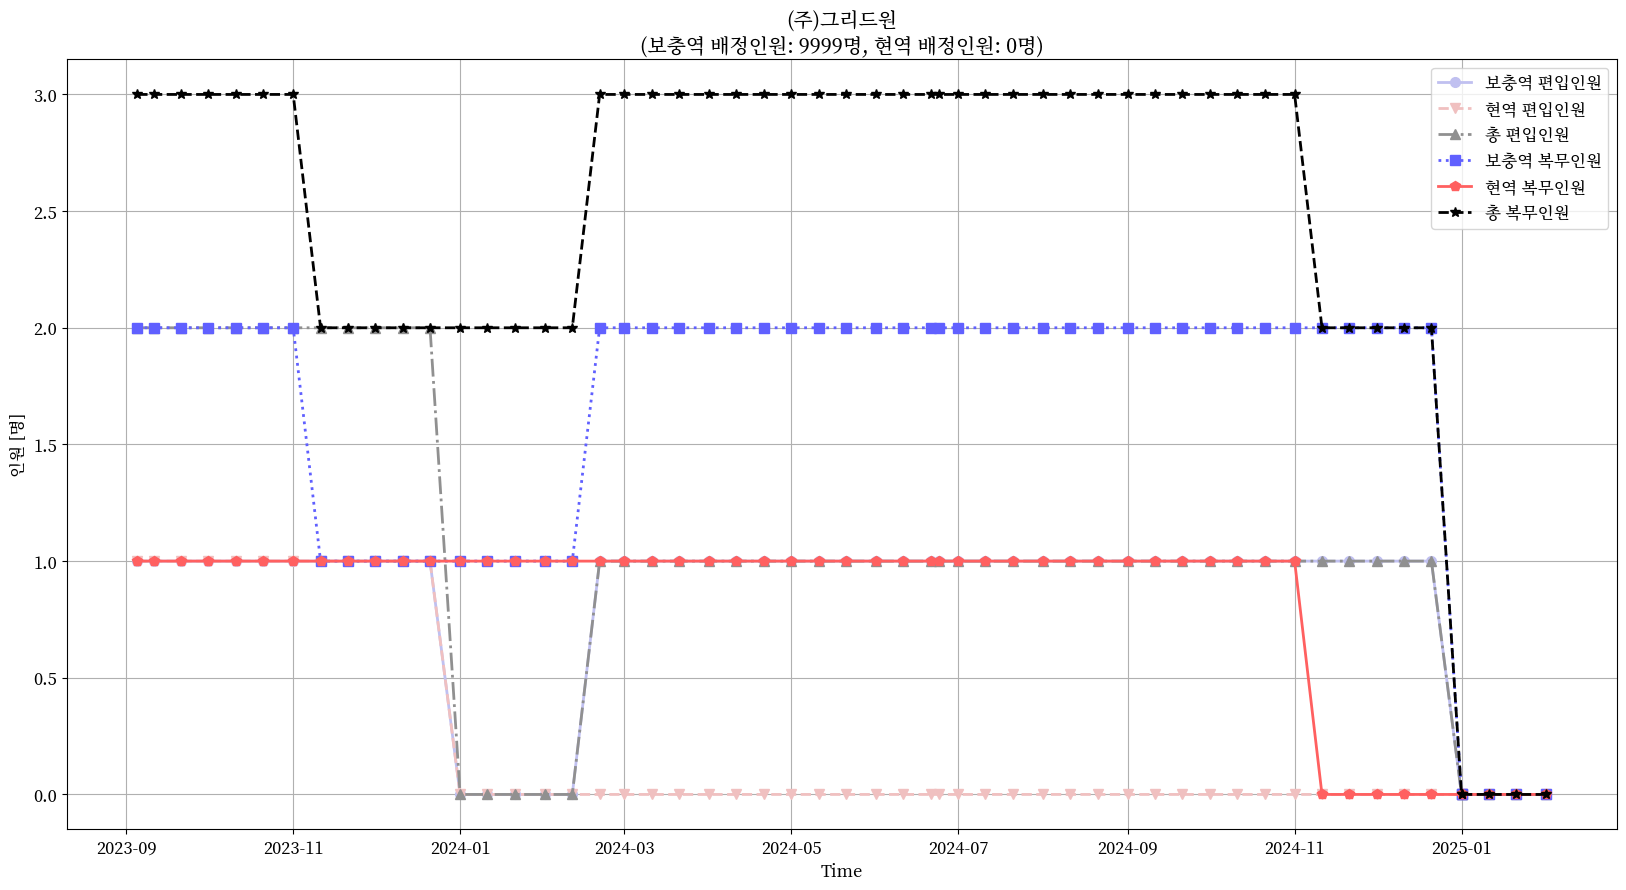 (주)그리드원
(보충역 배정인원: 9999명, 현역 배정인원: 0명)
보충역 편입인원
현역 편입인원
총 편입인원
보충역 복무인원
현역 복무인원
총 복무인원
인원 [명]
3.0
2.5
2.0
1.5
1.0
0.5
0.0
2023-09 2023-11 2024-01 2024-03 2024-05 2024-07 2024-09 2024-11 2025-01
Time